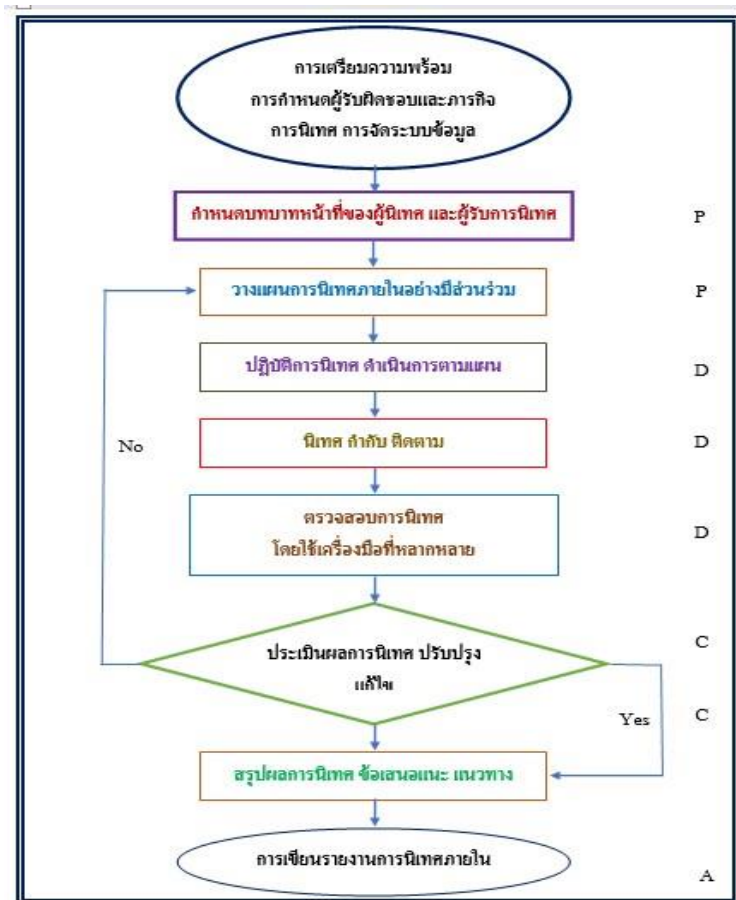 การเตรียมความพร้อม
การกำหนดผู้รับผิดชอบและภารกิจ
การนิเทศ การจัดระบบข้อมูล
กำหนดบทบาทหน้าที่ของผู้นิเทศ และผู้รับการนิเทศ
P
วางแผนการนิเทศภายในอย่างมีส่วนร่วม
P
ปฏิบัติการนิเทศ ดำเนินการตามแผน
D
No
นิเทศ กำกับ ติดตาม
D
ตรวจสอบการนิเทศ
โดยใช้เครื่องมือที่หลากหลาย
D
ประเมินผลการนิเทศ ปรับปรุง
แก้ไข
C
Yes
C
สรุปผลการนิเทศ ข้อเสนอแนะ แนวทาง
การเขียนรายงานการนิเทศภายใน
A